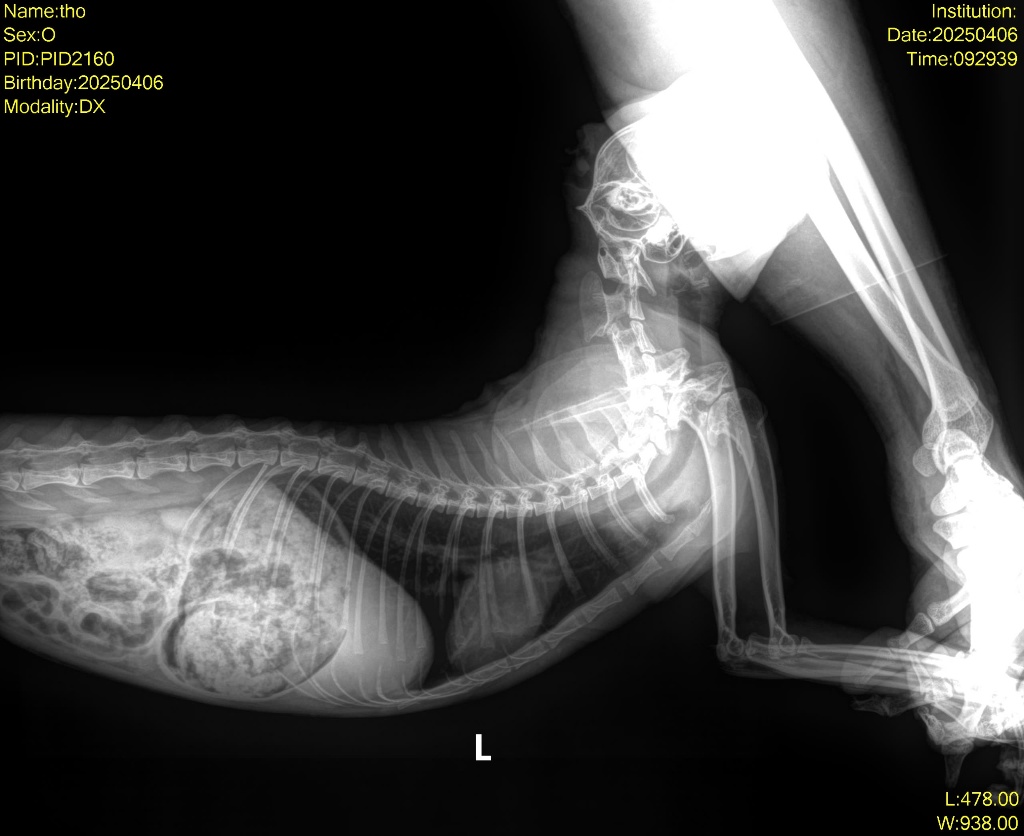 Name:tho
Sex:O
PID:PID2160
Birthday:20250406
Modality:DX
Institution:
Date:20250406
Time:092939
L
L:478.00
W:938.00